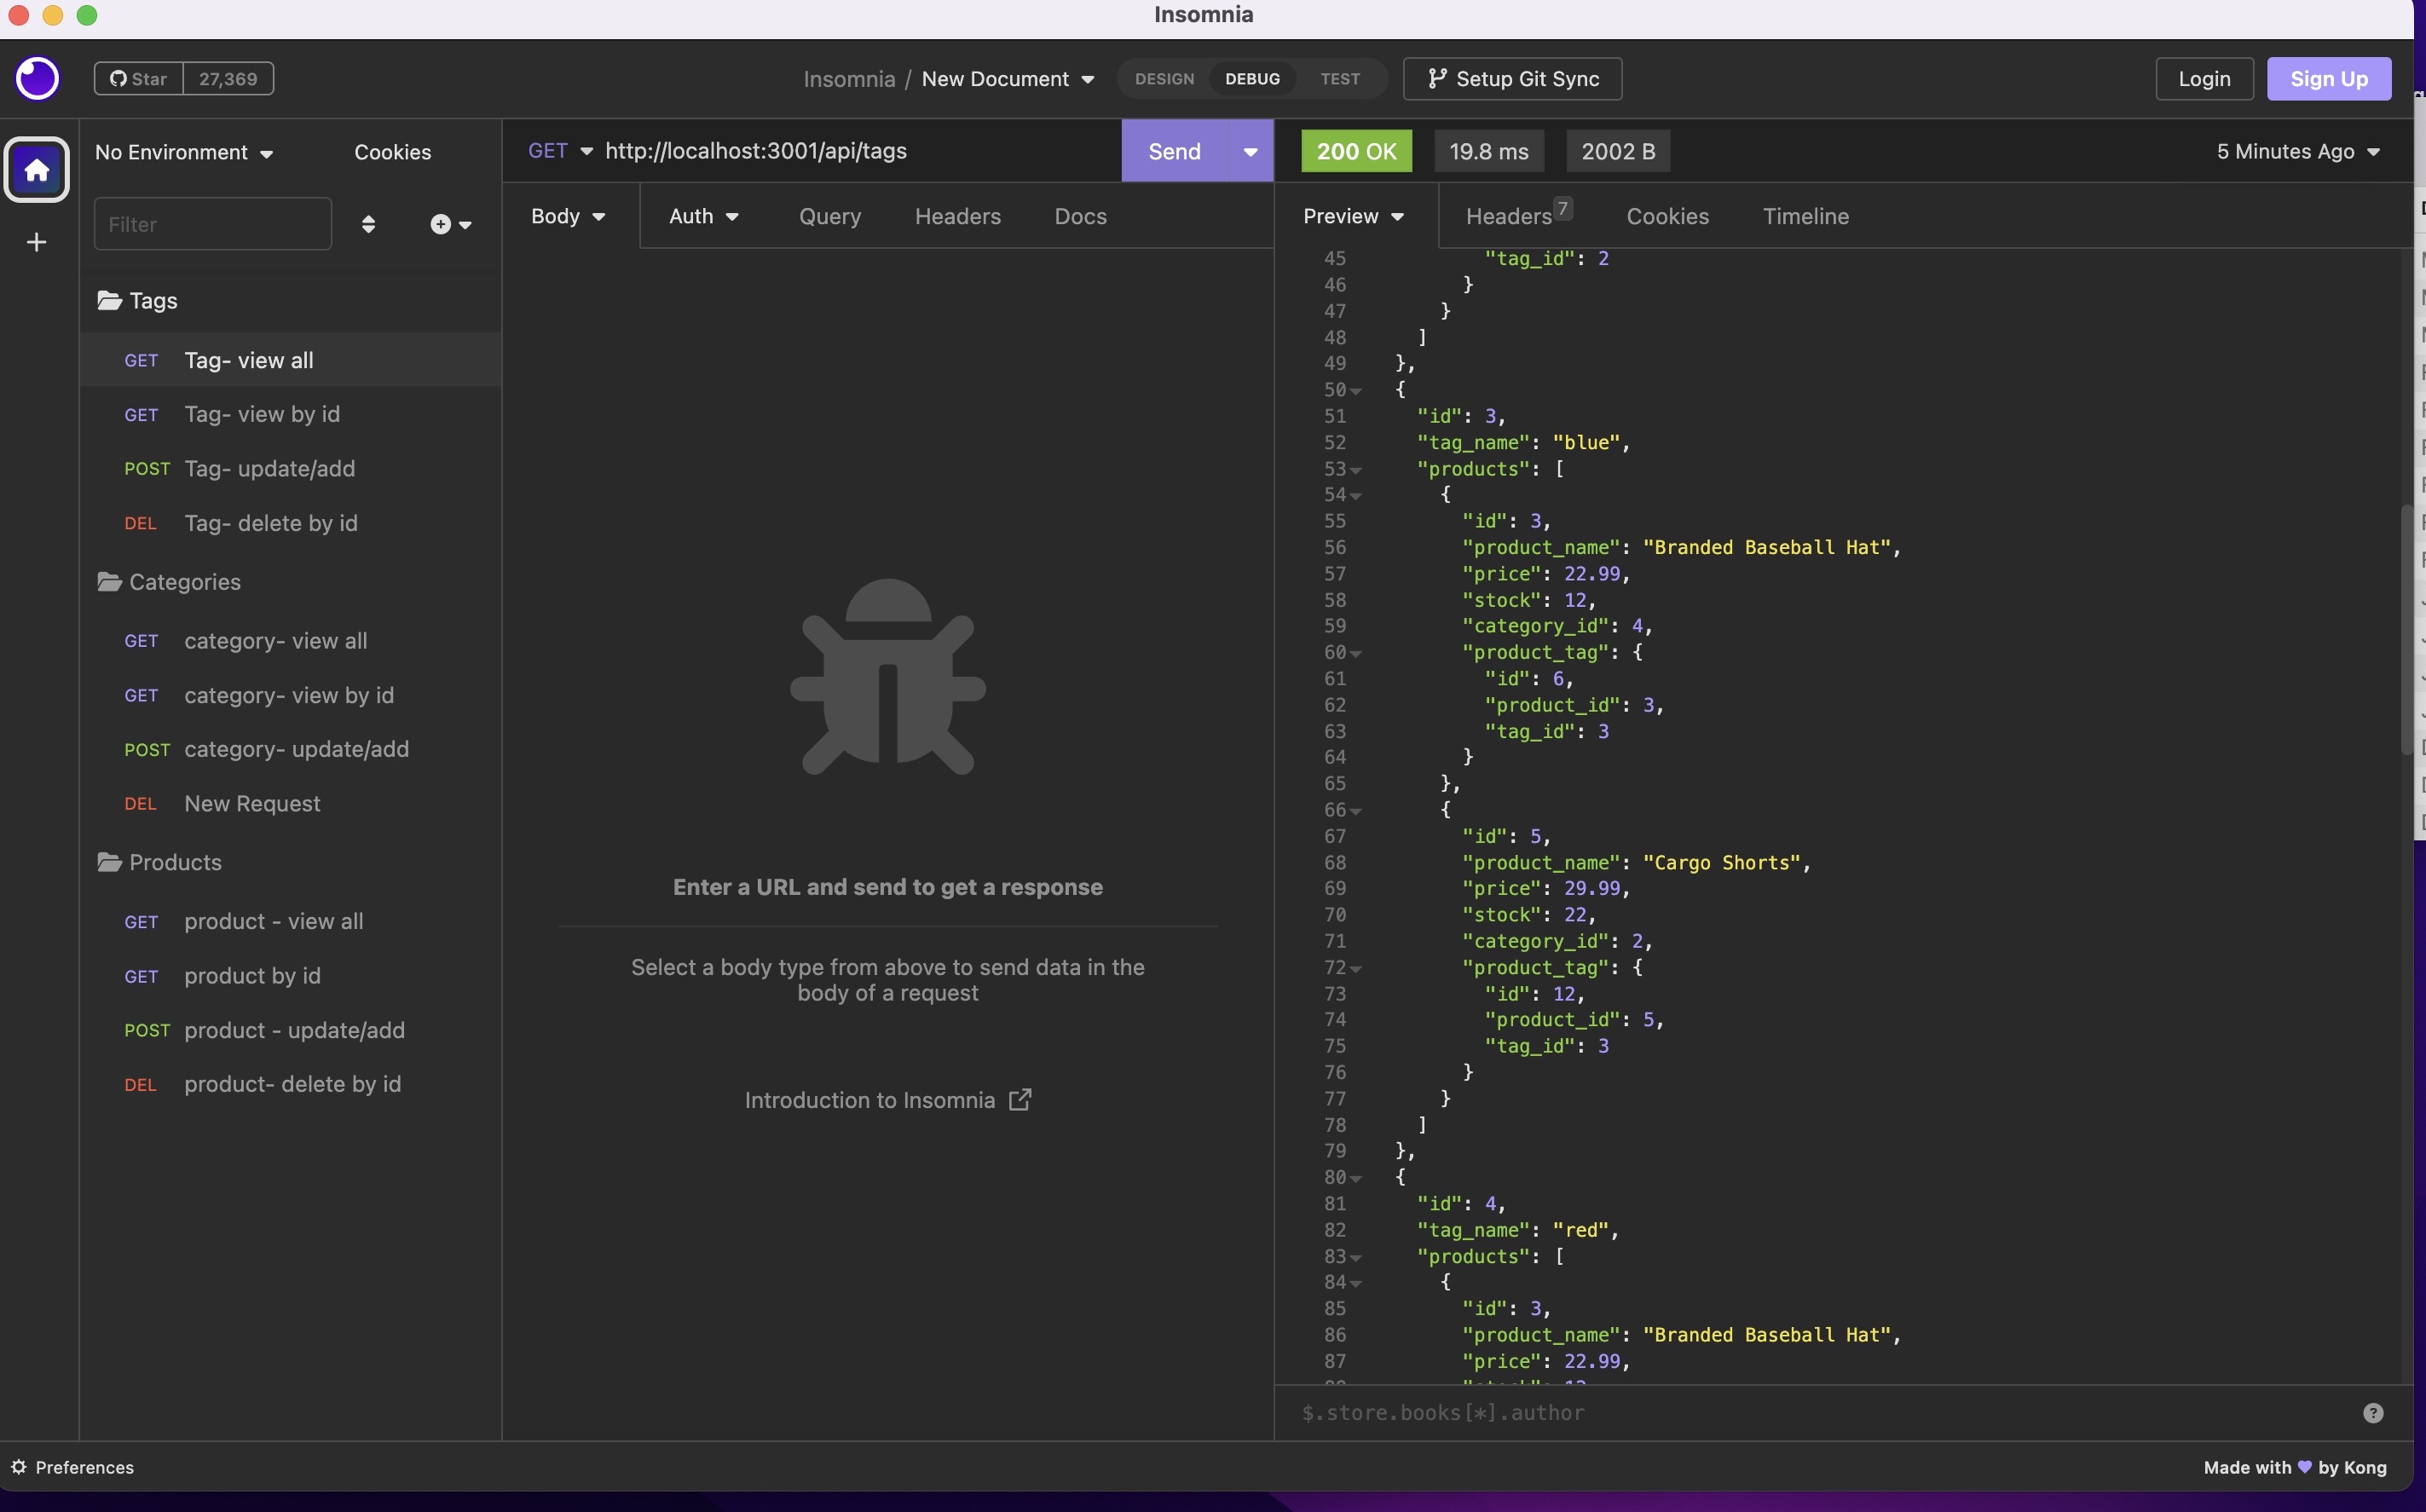 Insomnia
Star 27,369
Insomnia / New Document
DESIGN DEBUG TEST
Setup Git Sync
Login
Sign Up
No Environment
Cookies
Filter
Tags
GET Tag- view all
GET Tag- view by id
POST Tag- update/add
DEL Tag- delete by id
Categories
GET category- view all
GET category- view by id
POST category- update/add
DEL New Request
Products
GET product - view all
GET product by id
POST product - update/add
DEL product- delete by id
GET http://localhost:3001/api/tags
Send
Body Auth Query Headers Docs
Enter a URL and send to get a response
Select a body type from above to send data in the
body of a request
Introduction to Insomnia
200 OK 19.8 ms 2002 B
5 Minutes Ago
Preview Headers 7 Cookies Timeline
45 "tag_id": 2
46 }
47 }
48 ]
49 },
50 {
51 "id": 3,
52 "tag_name": "blue",
53 "products": [
54 {
55 "id": 3,
56 "product_name": "Branded Baseball Hat",
57 "price": 22.99,
58 "stock": 12,
59 "category_id": 4,
60 "product_tag": {
61 "id": 6,
62 "product_id": 3,
63 "tag_id": 3
64 }
65 },
66 {
67 "id": 5,
68 "product_name": "Cargo Shorts",
69 "price": 29.99,
70 "stock": 22,
71 "category_id": 2,
72 "product_tag": {
73 "id": 12,
74 "product_id": 5,
75 "tag_id": 3
76 }
77 }
78 ]
79 },
80 {
81 "id": 4,
82 "tag_name": "red",
83 "products": [
84 {
85 "id": 3,
86 "product_name": "Branded Baseball Hat",
87 "price": 22.99,
$.store.books[*].author
Preferences
Made with by Kong